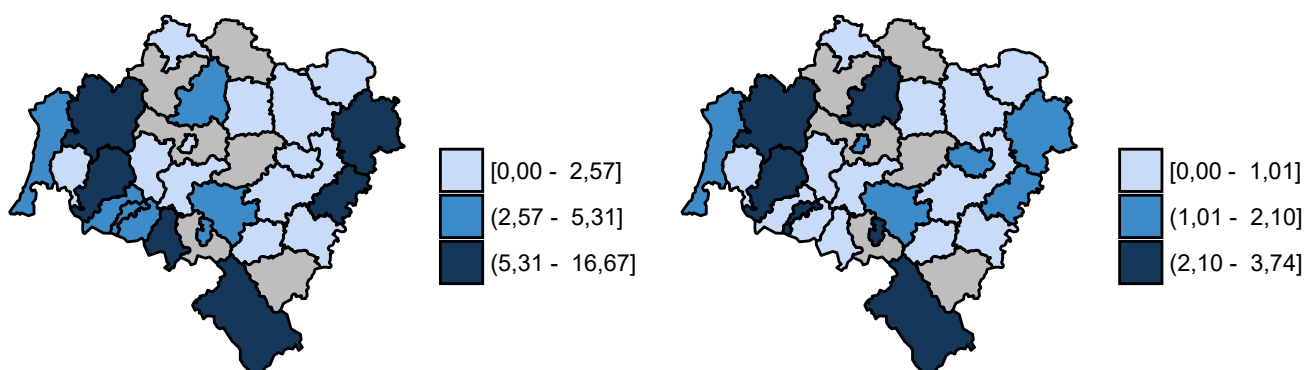 [0,00 - 2,57]
(2,57 - 5,31]
(5,31 - 16,67]
[0,00 - 1,01]
(1,01 - 2,10]
(2,10 - 3,74]